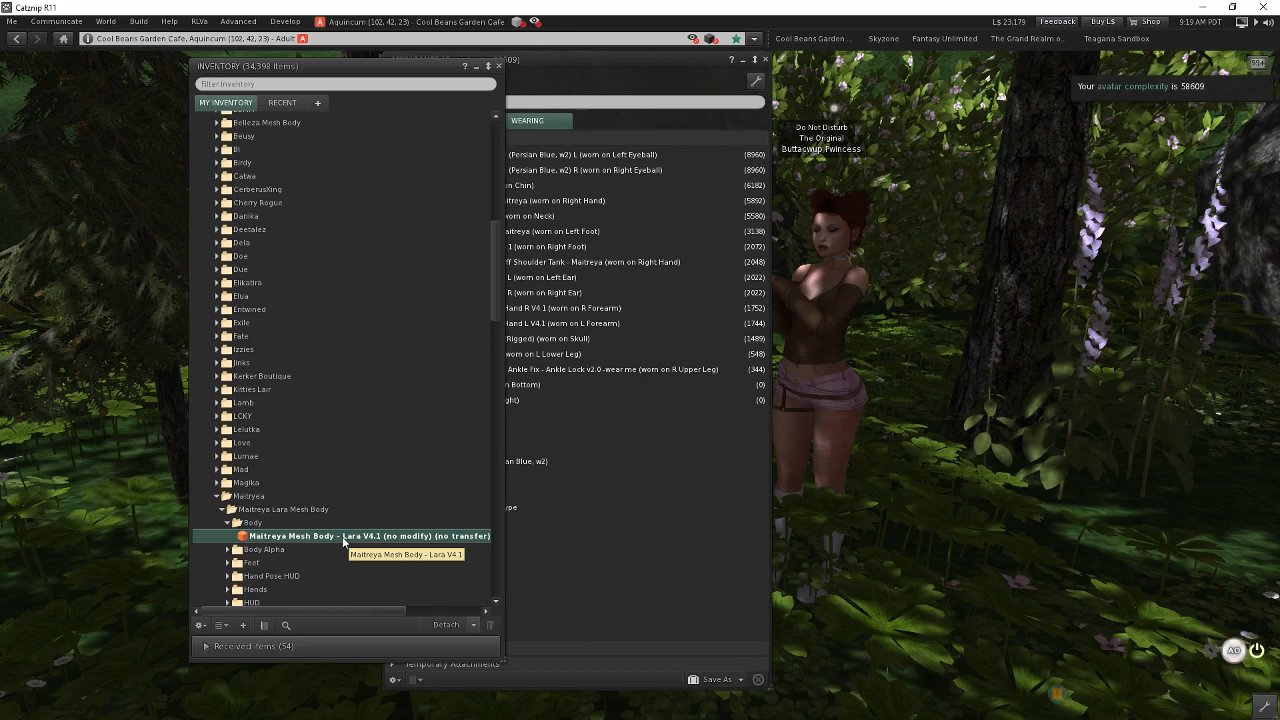 Catznip R11
Me Communicate World Build Help RLVa Advanced Develop A Aquincum (102, 42, 23) - Cool Beans Garden Cafe
L$ 23,179 Feedback Buy L$ Shop 9:19 AM PDT
Aquincum (102, 42, 23) - Cool Beans Garden Cafe, Aquincum (102, 42, 23) - Adult A
Cool Beans Garden ... Skyzone Fantasy Unlimited The Grand Realm o... Teagana Sandbox
INVENTORY (34,398 Items)
Filter Inventory
MY INVENTORY RECENT +
Belleza Mesh Body
Beusy
Bi
Birdy
Catwa
CerberusXing
Cherry Rogue
Danika
Deetalez
Dela
Doe
Due
Elikatira
Elua
Entwined
Exile
Fate
Izzies
Jinks
Kerker Boutique
Kitties Lair
Lamb
LCKY
Lelutka
Love
Lumae
Mad
Magika
Maitryea
Maitreya Lara Mesh Body
Body
Maitreya Mesh Body - Lara V4.1 (no modify) (no transfer)
Maitreya Mesh Body - Lara V4.1
Body Alpha
Feet
Hand Pose HUD
Hands
HUD
Detach
Received items (54)
609)
WEARING
(Persian Blue, w2) L (worn on Left Eyeball) (8960)
(Persian Blue, w2) R (worn on Right Eyeball) (8960)
on Chin) (6182)
itreya (worn on Right Hand) (5892)
worn on Neck) (5580)
aitreya (worn on Left Foot) (3138)
1 (worn on Right Foot) (2072)
ff Shoulder Tank - Maitreya (worn on Right Hand) (2048)
L (worn on Left Ear) (2022)
R (worn on Right Ear) (2022)
Hand R V4.1 (worn on R Forearm) (1752)
Hand L V4.1 (worn on L Forearm) (1744)
(Rigged) (worn on Skull) (1489)
worn on L Lower Leg) (548)
Ankle Fix - Ankle Lock v2.0 -wear me (worn on R Upper Leg) (344)
n Bottom) (0)
ght) (0)
an Blue, w2)
ype
Temporary Attachments
Save As
Your avatar complexity is 58609.
Do Not Disturb
The Original
Buttacwup Pwincess
AO